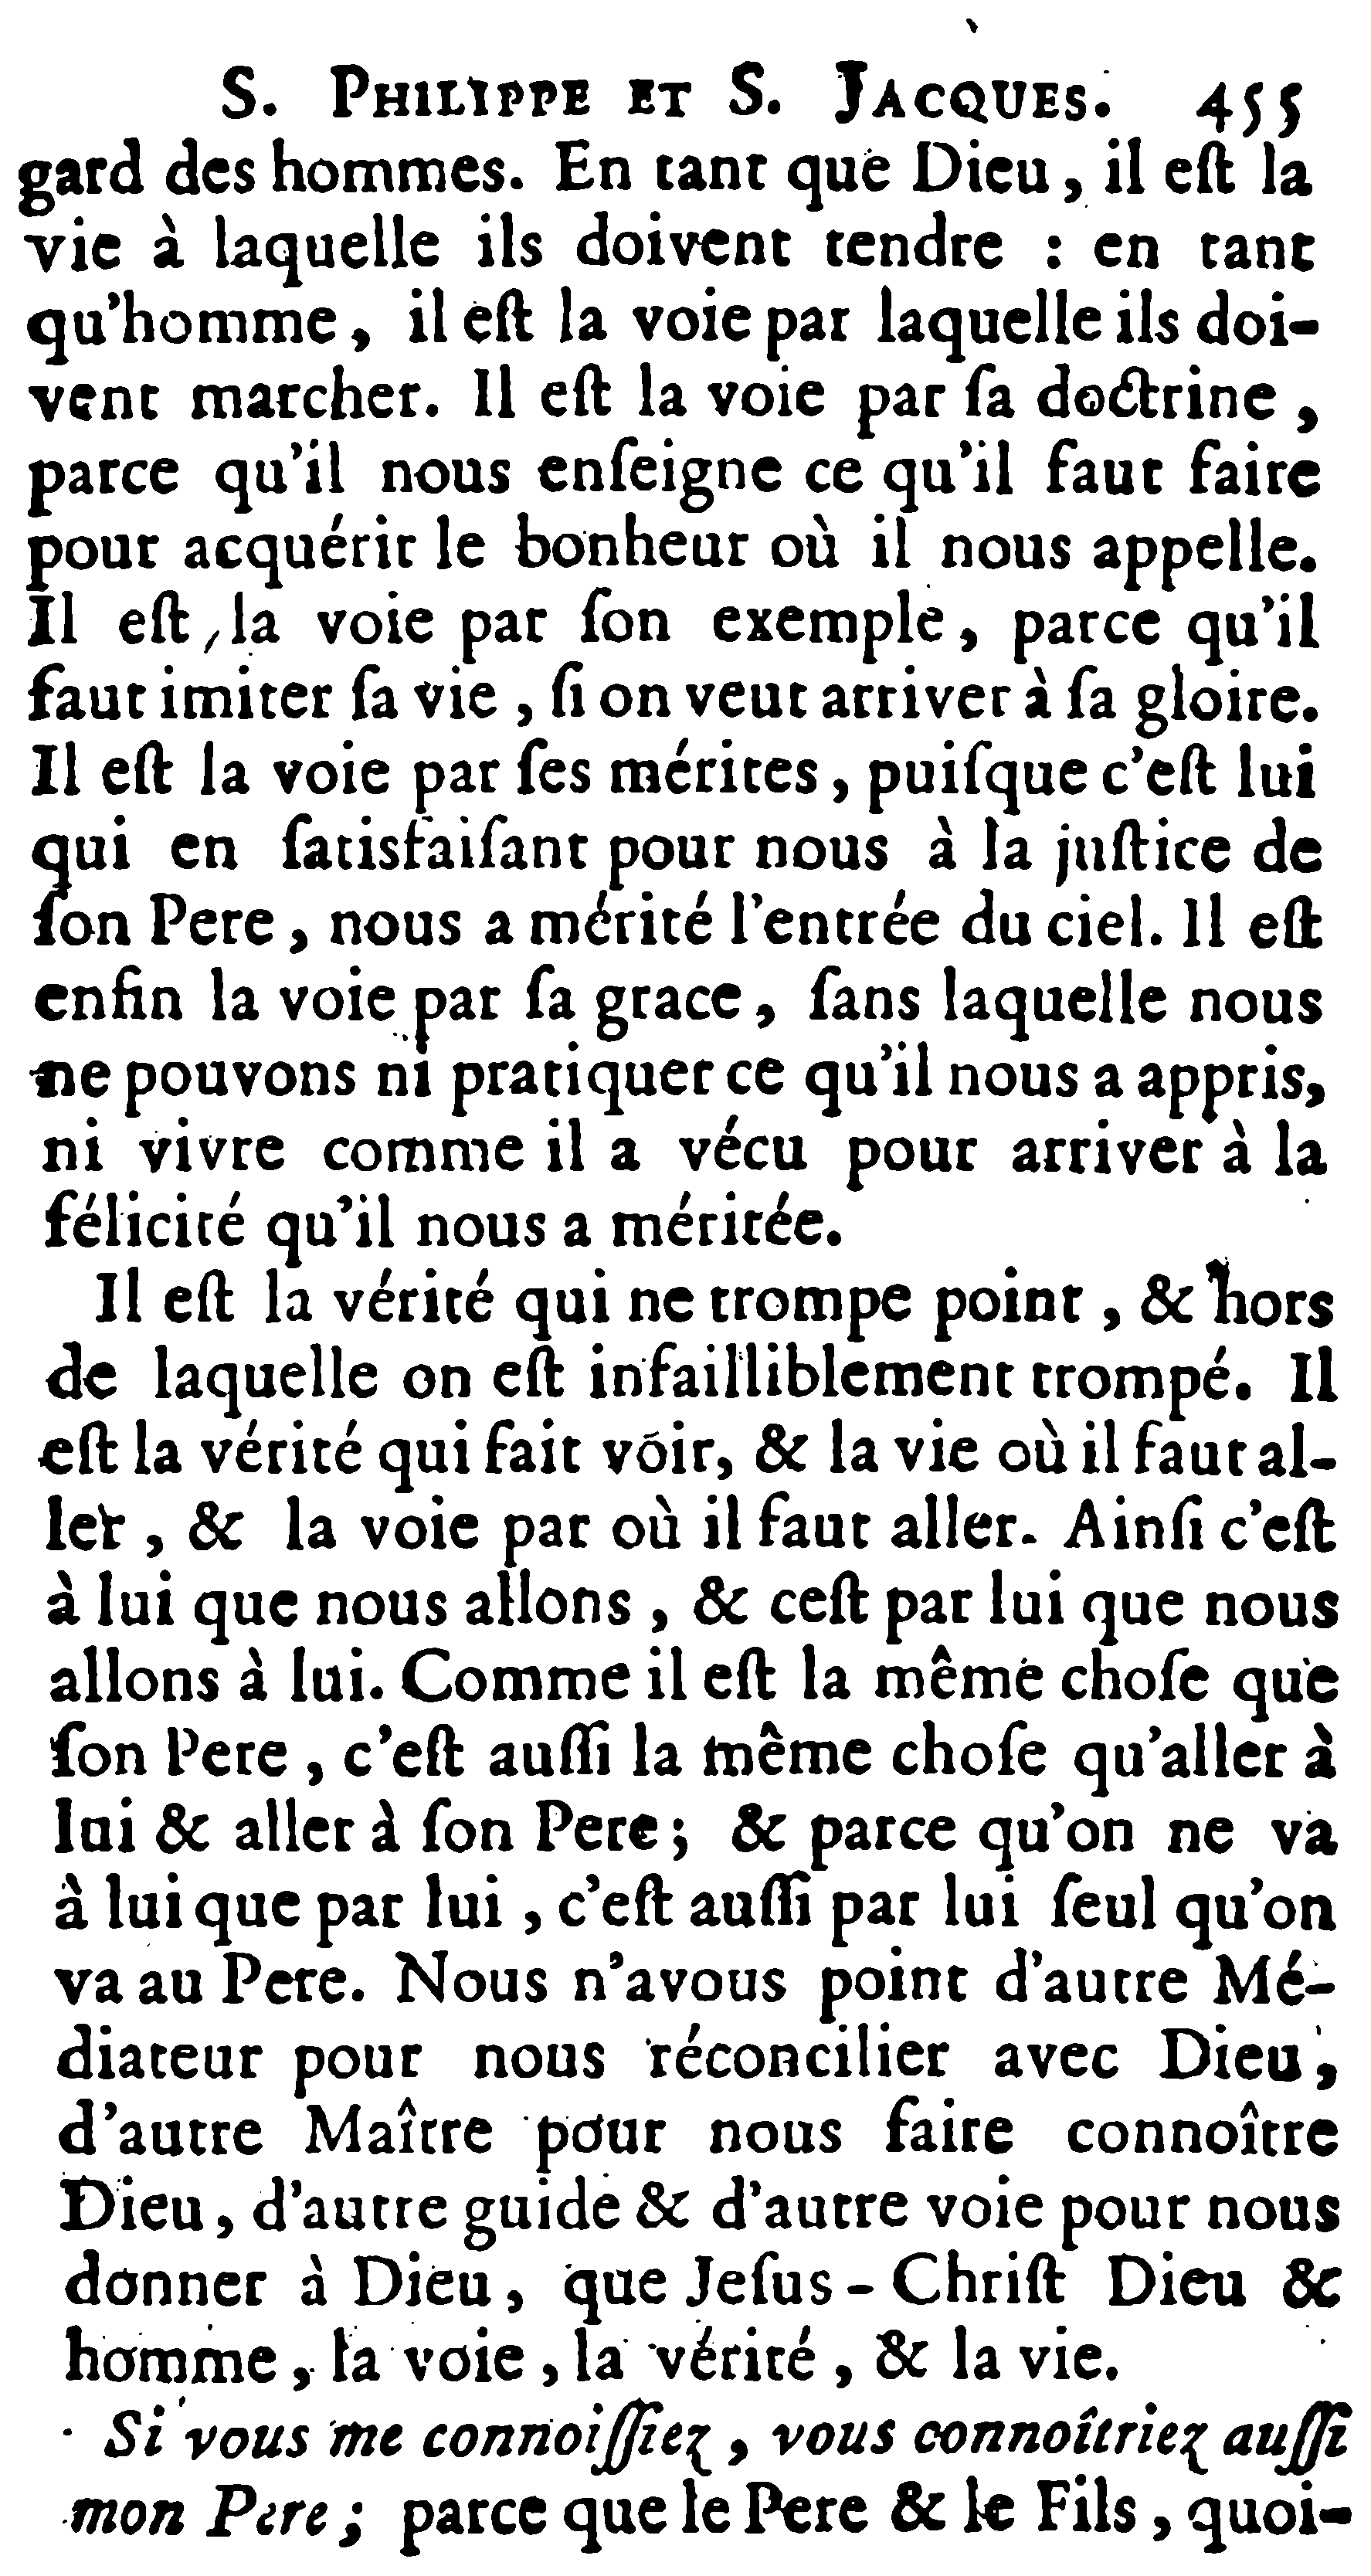 S. PHILIPPE ET S. JACQUES. 455
gard des hommes. En tant que Dieu, il eſt la
vie à laquelle ils doivent tendre : en tant
qu'homme, il eſt la voie par laquelle ils doi-
vent marcher. Il eſt la voie par ſa doctrine,
parce qu'il nous enſeigne ce qu'il faut faire
pour acquérir le bonheur où il nous appelle.
Il eſt la voie par ſon exemple, parce qu'il
faut imiter ſa vie, ſi on veut arriver à ſa gloire.
Il eſt la voie par ſes mérites, puiſque c'eſt lui
qui en ſatisfaiſant pour nous à la juſtice de
ſon Pere, nous a mérité l'entrée du ciel. Il eſt
enfin la voie par ſa grace, ſans laquelle nous
ne pouvons ni pratiquer ce qu'il nous a appris,
ni vivre comme il a vécu pour arriver à la
félicité qu'il nous a méritée.
Il eſt la vérité qui ne trompe point, & hors
de laquelle on eſt infailliblement trompé. Il
eſt la vérité qui fait voir, & la vie où il faut al-
ler, & la voie par où il faut aller. Ainſi c'eſt
à lui que nous allons, & ceſt par lui que nous
allons à lui. Comme il eſt la même choſe que
ſon Pere, c'eſt auſſi la même choſe qu'aller à
lui & aller à ſon Pere; & parce qu'on ne va
à lui que par lui, c'eſt auſſi par lui ſeul qu'on
va au Pere. Nous n'avous point d'autre Mé-
diateur pour nous réconcilier avec Dieu,
d'autre Maître pour nous faire connoître
Dieu, d'autre guide & d'autre voie pour nous
donner à Dieu, que Jeſus-Chriſt Dieu &
homme, la voie, la vérité, & la vie.
Si vous me connoiſſiez, vous connoîtriez auſſi
mon Pere; parce que le Pere & le Fils, quoi-